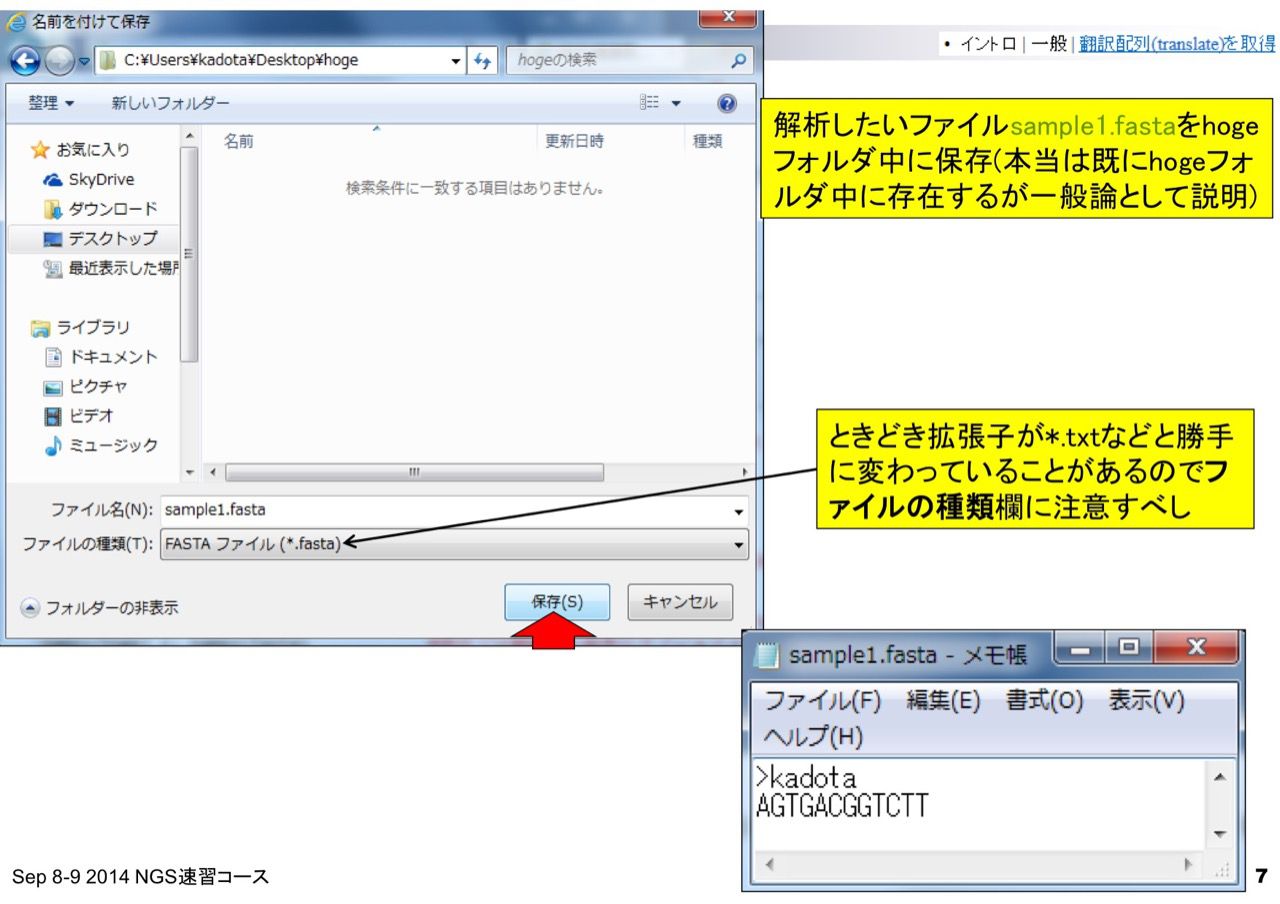 名前を付けて保存
C:¥Users¥kadota¥Desktop¥hoge
hogeの検索
整理
新しいフォルダー
名前
更新日時
種類
検索条件に一致する項目はありません。
お気に入り
SkyDrive
ダウンロード
デスクトップ
最近表示した場所
ライブラリ
ドキュメント
ピクチャ
ビデオ
ミュージック
ファイル名(N): sample1.fasta
ファイルの種類(T): FASTA ファイル (*.fasta)
フォルダーの非表示
保存(S)
キャンセル
• イントロ | 一般 | 翻訳配列(translate)を取得
解析したいファイルsample1.fastaをhoge
フォルダ中に保存(本当は既にhogeフォ
ルダ中に存在するが一般論として説明)
ときどき拡張子が*.txtなどと勝手
に変わっていることがあるのでフ
ァイルの種類欄に注意すべし
sample1.fasta - メモ帳
ファイル(F) 編集(E) 書式(O) 表示(V)
ヘルプ(H)
>kadota
AGTGACGGTCTT
Sep 8-9 2014 NGS速習コース
7